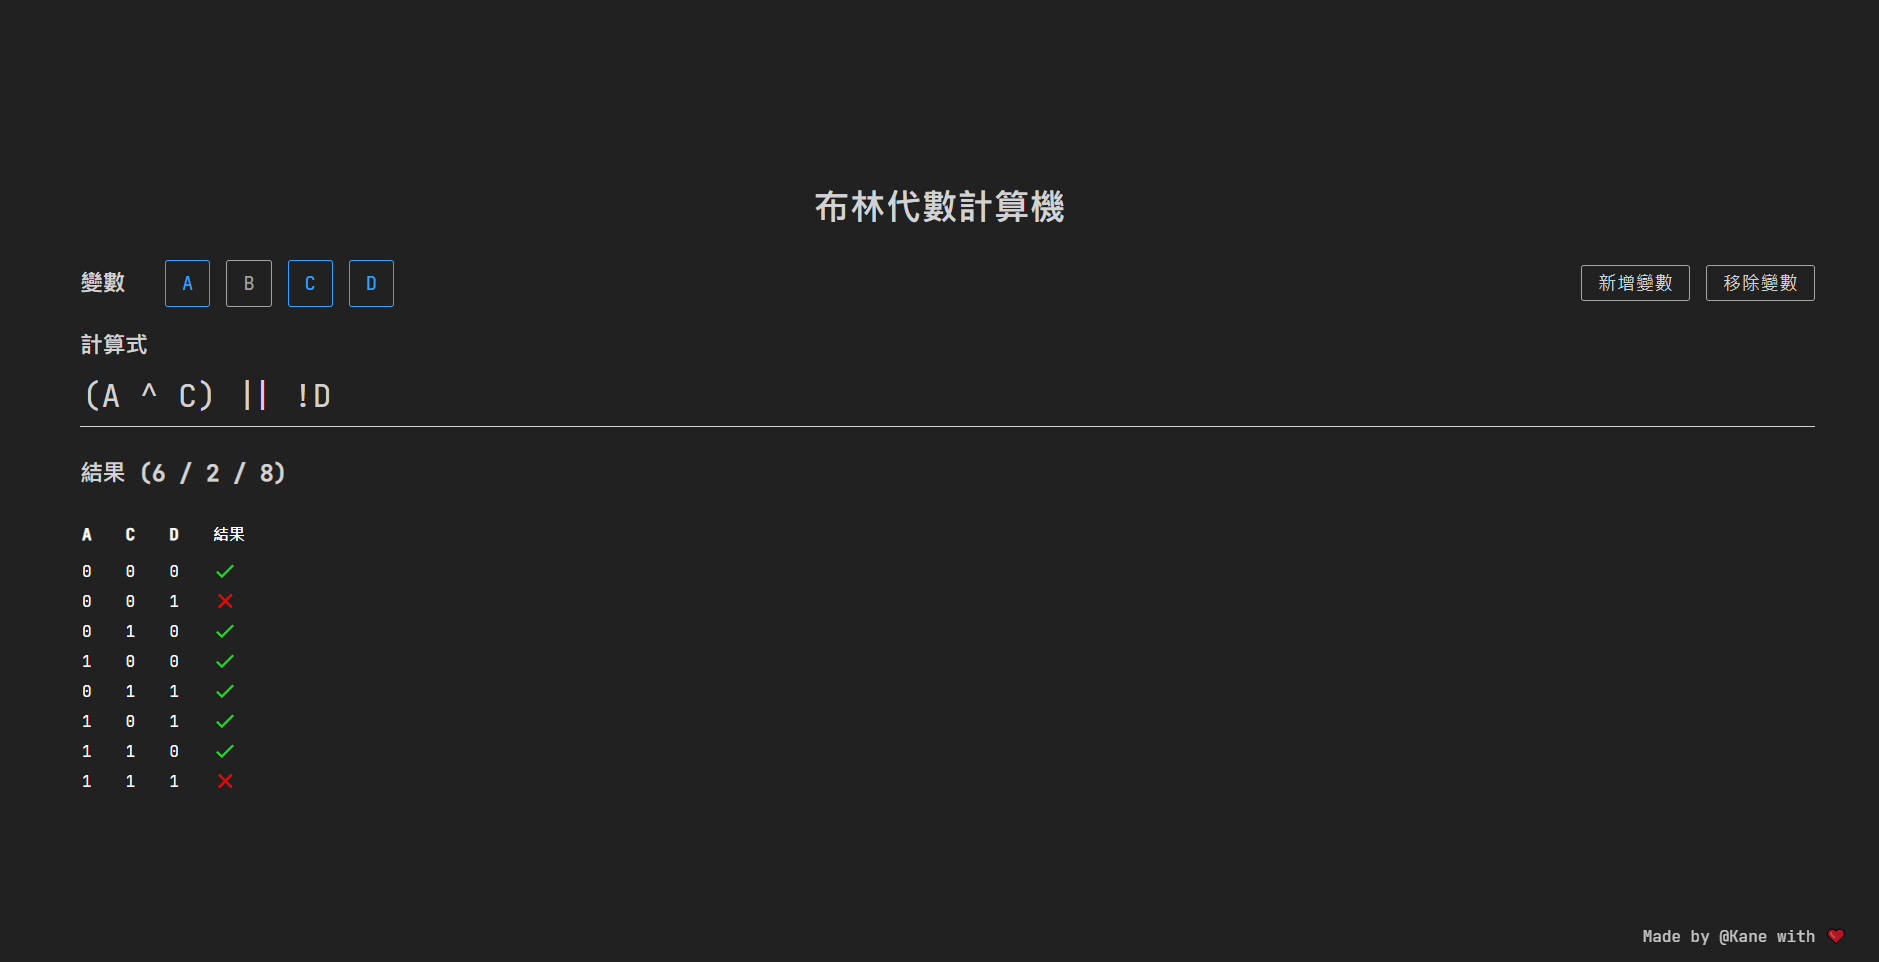 布林代數計算機
變數 A B C D 新增變數 移除變數
計算式
(A ^ C) || !D
結果 (6 / 2 / 8)
A C D 結果
0 0 0
0 0 1
0 1 0
1 0 0
0 1 1
1 0 1
1 1 0
1 1 1
Made by @Kane with